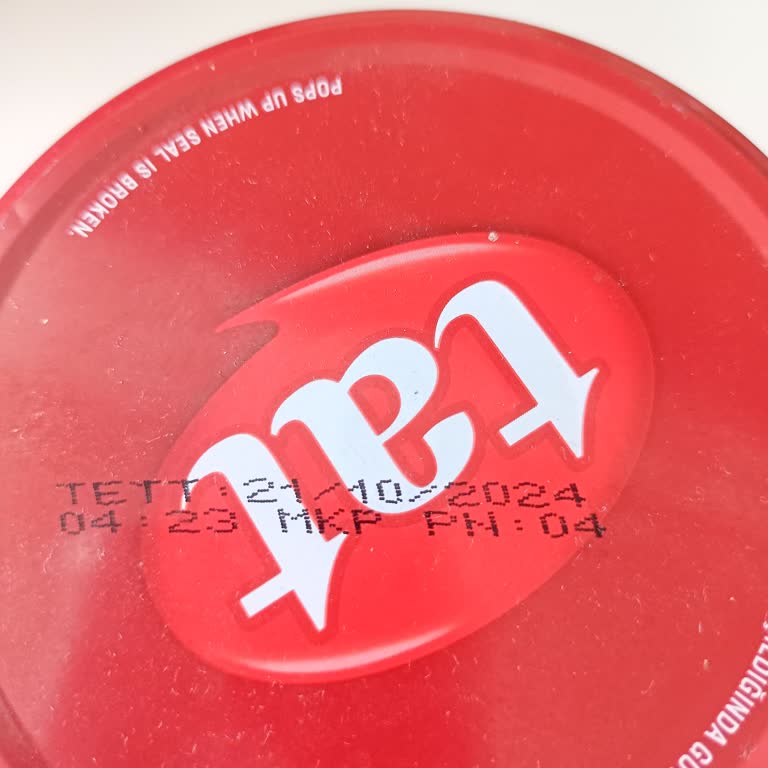 POPS UP WHEN SEAL IS BROKEN.
tat
TETT:21/10/2024
04:23 MKP PN:04